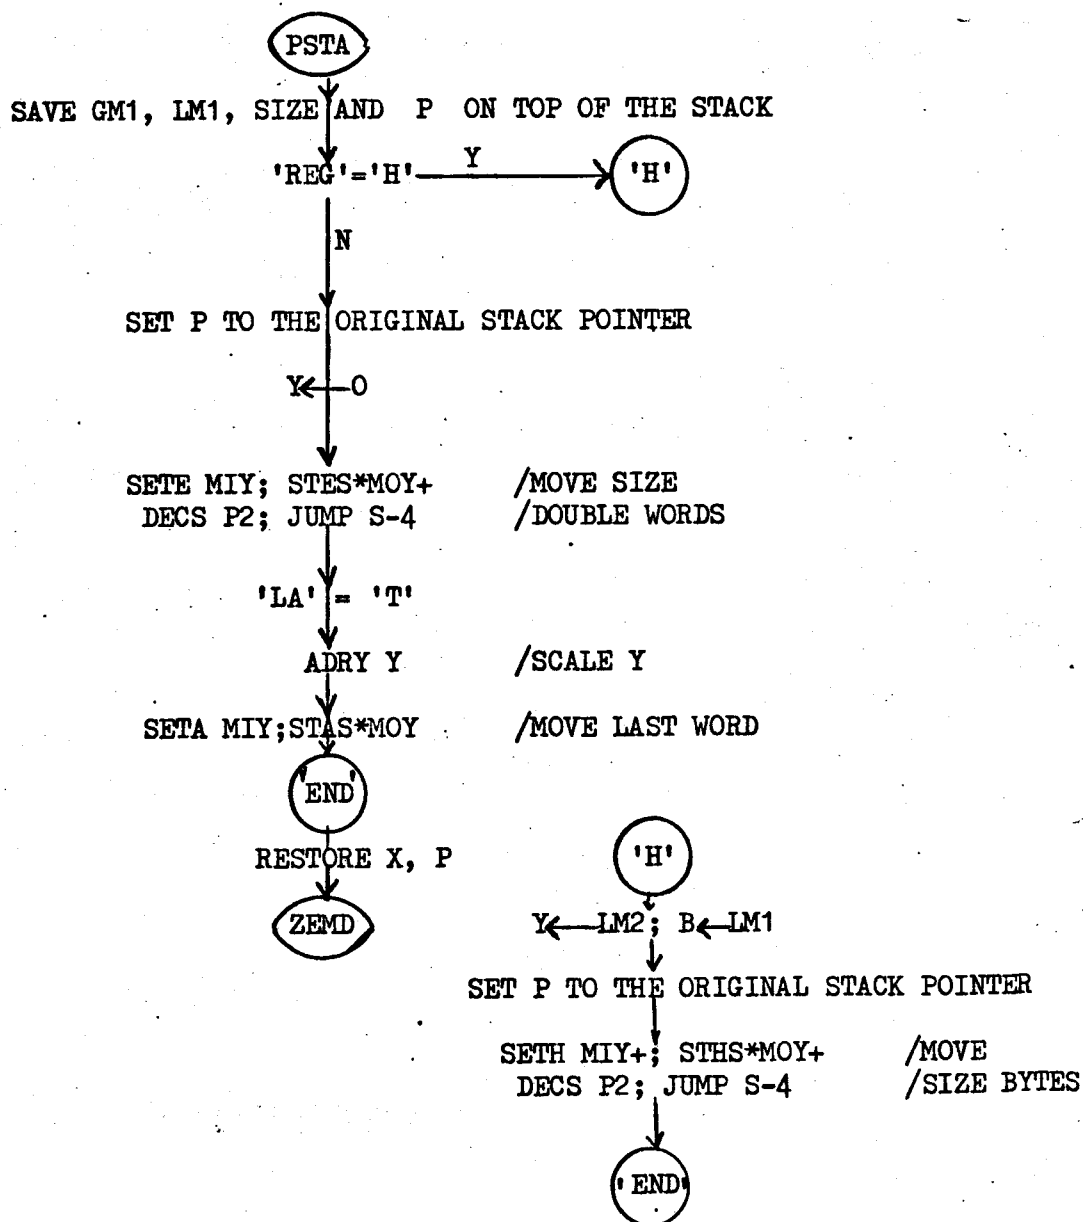 PSTA
SAVE GM1, LM1, SIZE AND P ON TOP OF THE STACK
'REG'='H' Y 'H'
N
SET P TO THE ORIGINAL STACK POINTER
Y←O
SETE MIY; STES*MOY+ /MOVE SIZE
DECS P2; JUMP S-4 /DOUBLE WORDS
'LA' = 'T'
ADRY Y /SCALE Y
SETA MIY;STAS*MOY /MOVE LAST WORD
'END'
RESTORE X, P
ZEMD
'H'
Y←LM2; B←LM1
SET P TO THE ORIGINAL STACK POINTER
SETH MIY+; STHS*MOY+ /MOVE
DECS P2; JUMP S-4 /SIZE BYTES
'END'